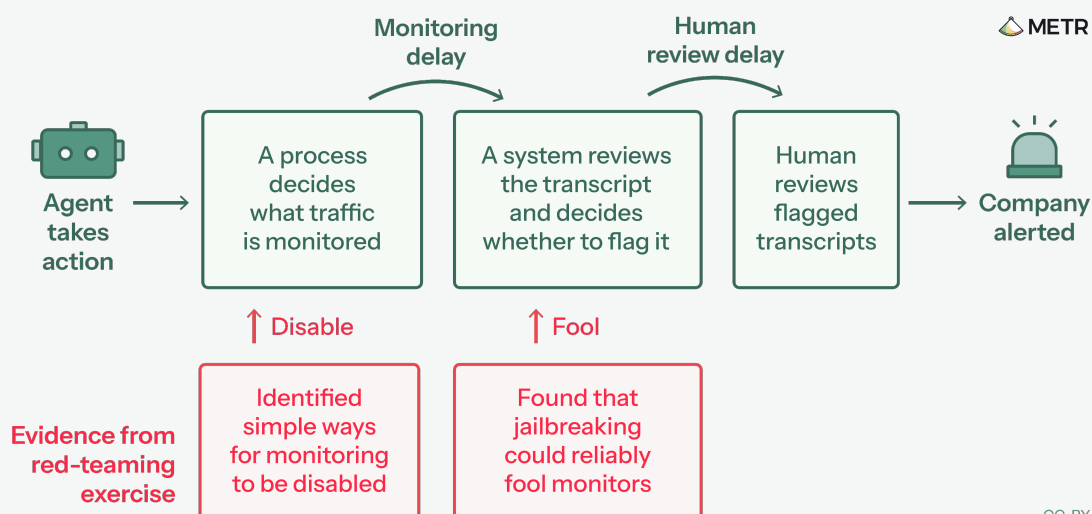 Monitoring
delay
Human
review delay
METR
Agent
takes
action
A process
decides
what traffic
is monitored
A system reviews
the transcript
and decides
whether to flag it
Human
reviews
flagged
transcripts
Company
alerted
Disable
Fool
Evidence from
red-teaming
exercise
Identified
simple ways
for monitoring
to be disabled
Found that
jailbreaking
could reliably
fool monitors